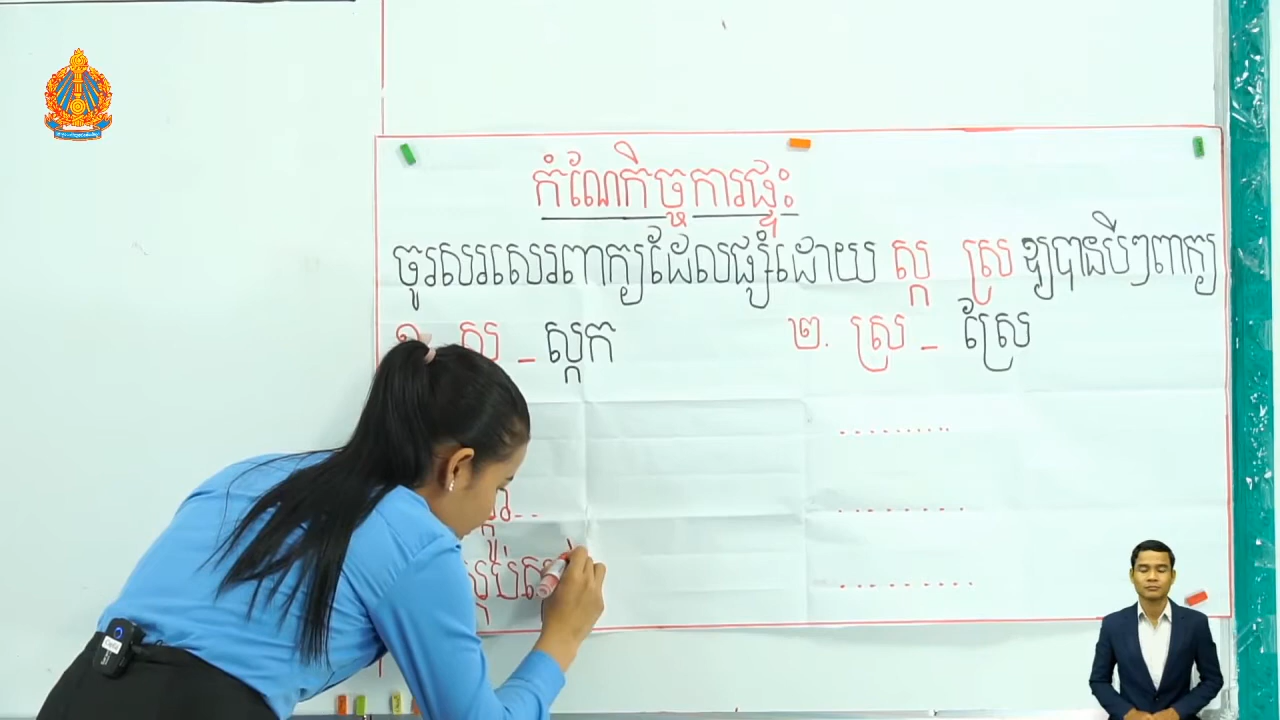 កំណែកិច្ចការផ្ទះ
ចូរសរសេរពាក្យដែលផ្សំដោយ ស្ក ស្រ ឱ្យបានបីៗពាក្យ
ស្កក
២. ស្រ _ ស្រែ
.........
.........
.........